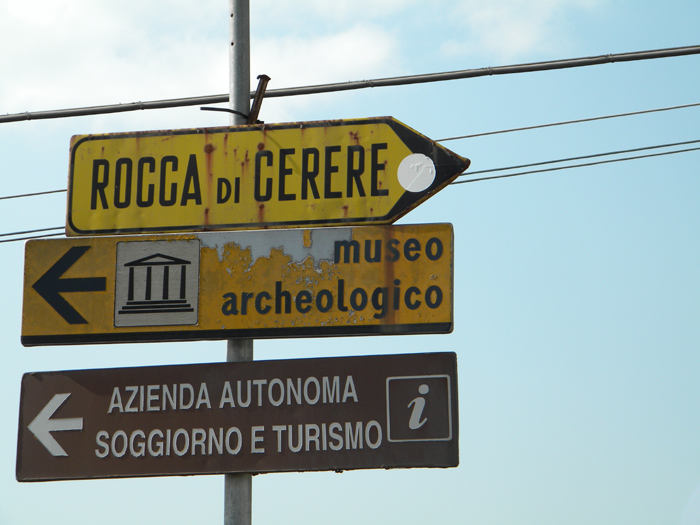 ROCCA DI CERERE
museo
archeologico
AZIENDA AUTONOMA
SOGGIORNO E TURISMO
i